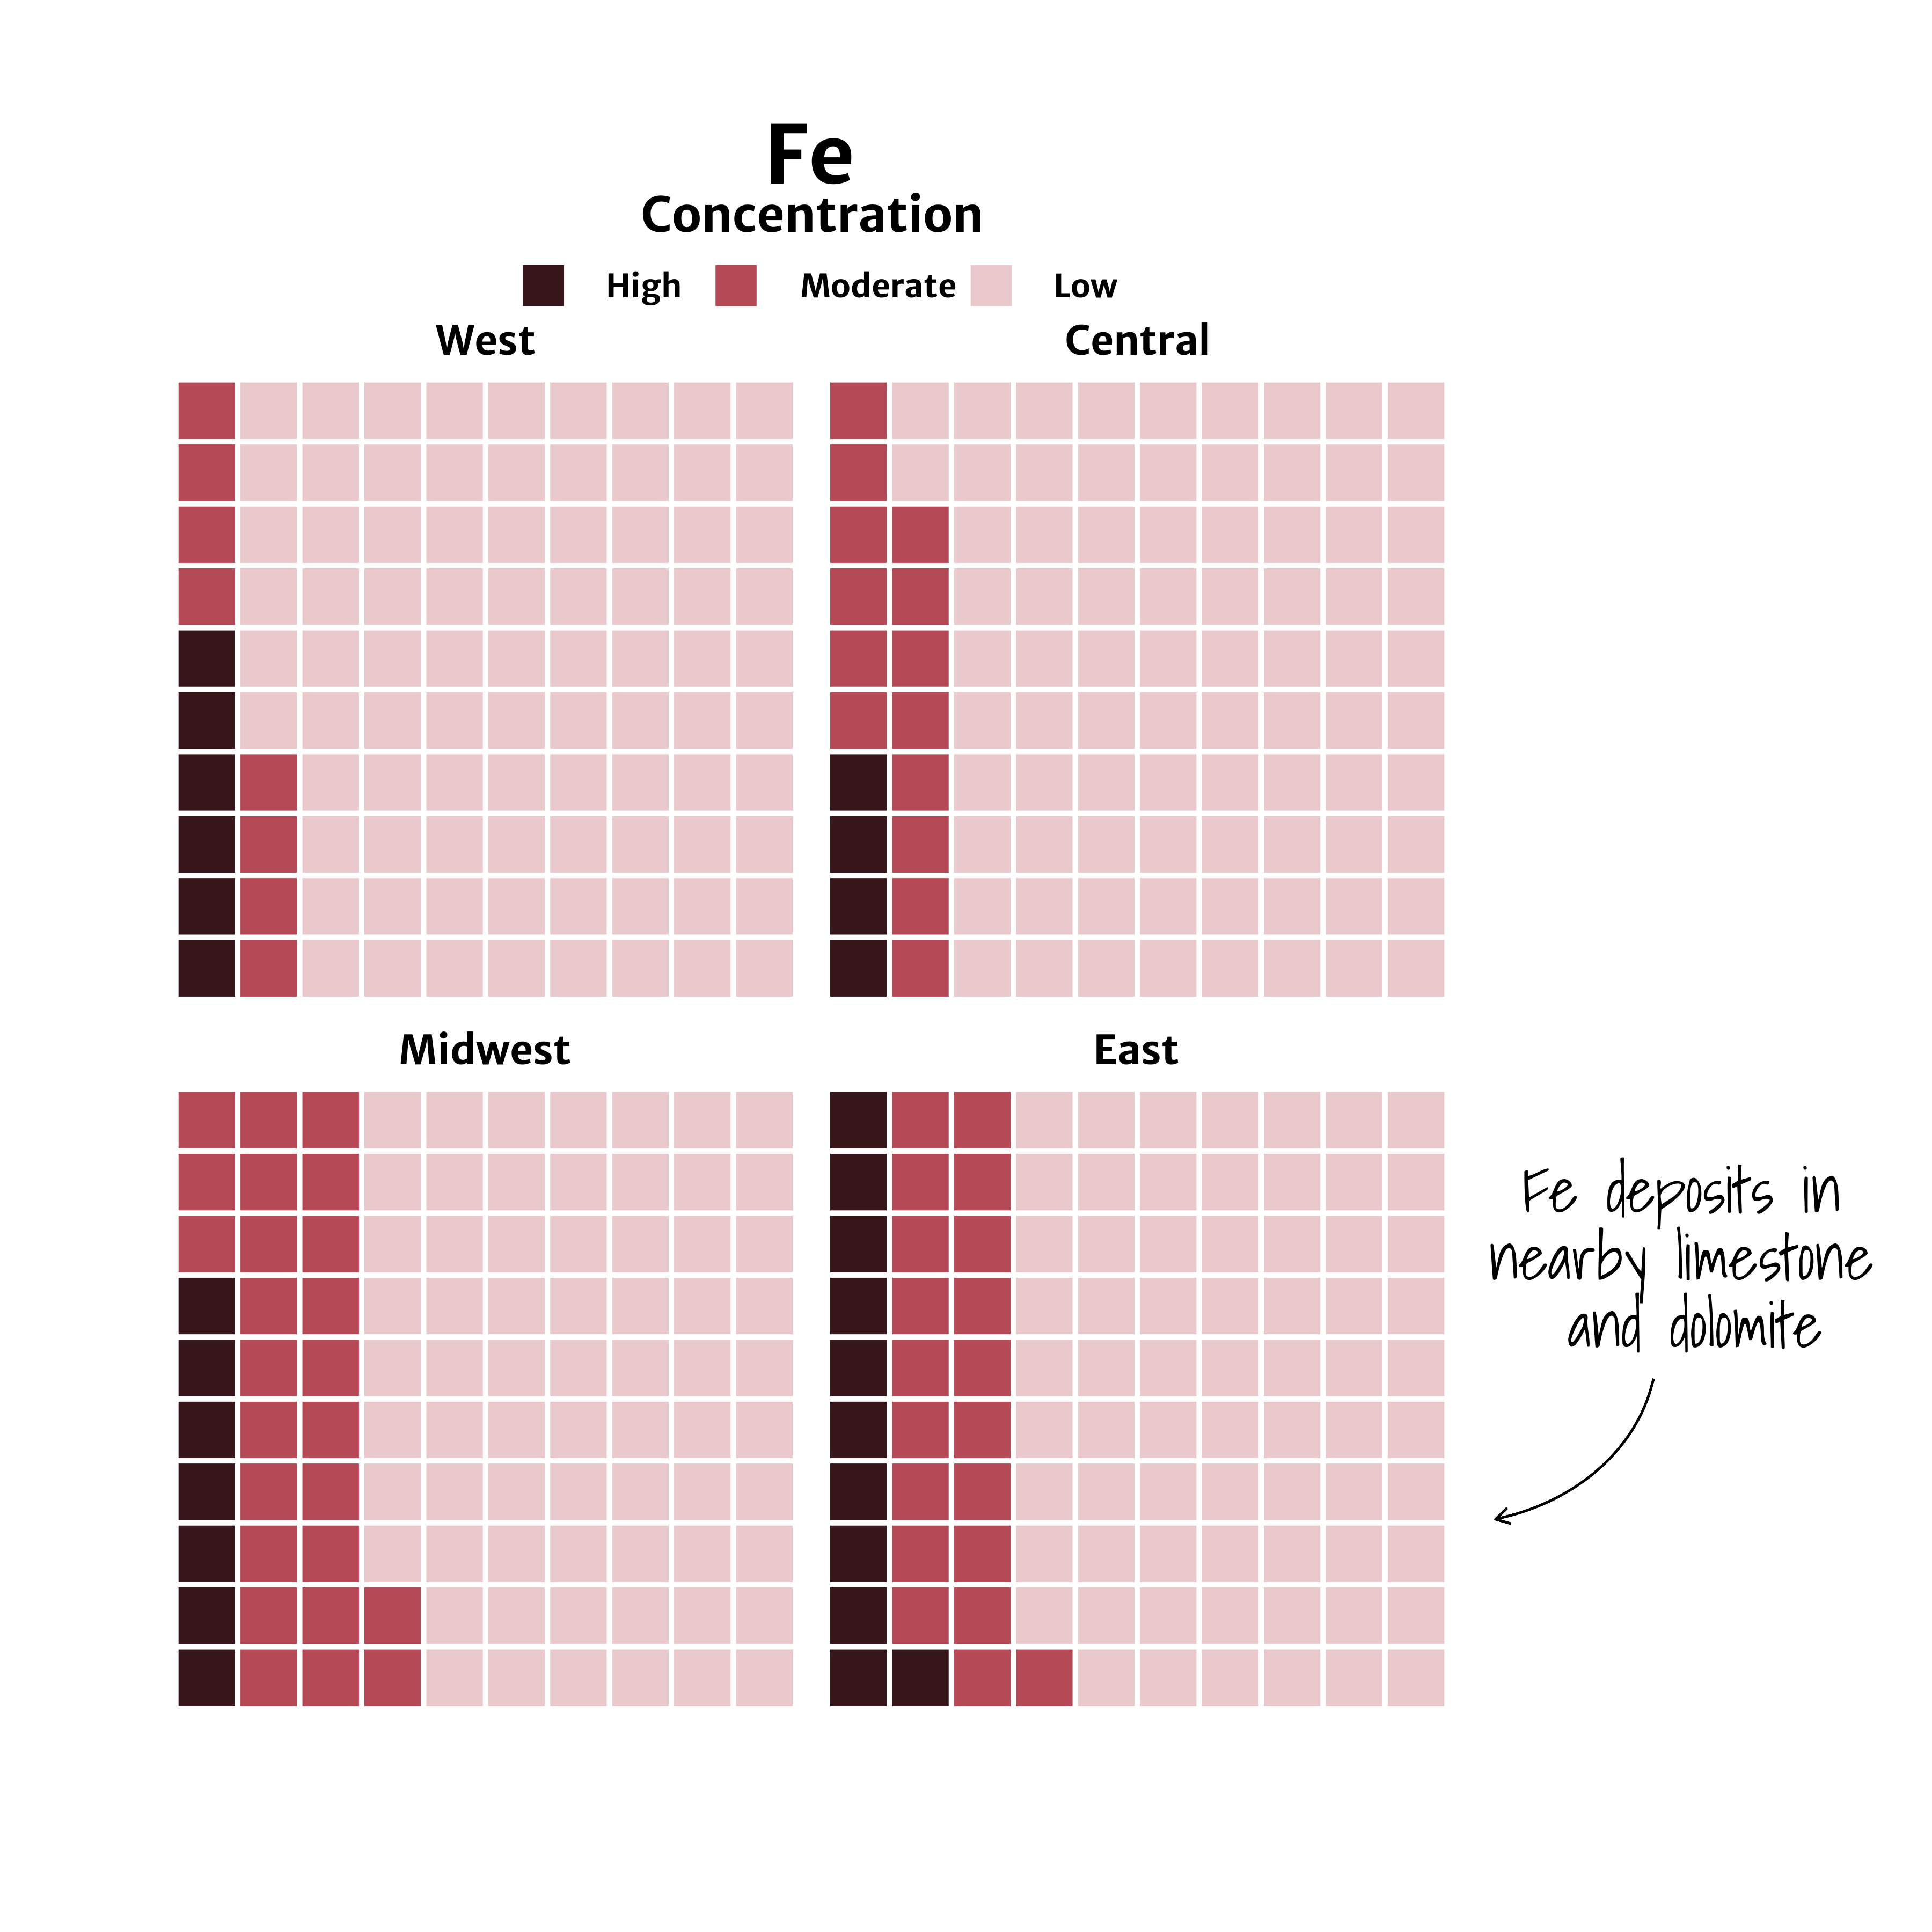 Fe
Concentration
High Moderate Low
West Central
Midwest East
Fe deposits in
nearby limestone
and dolomite